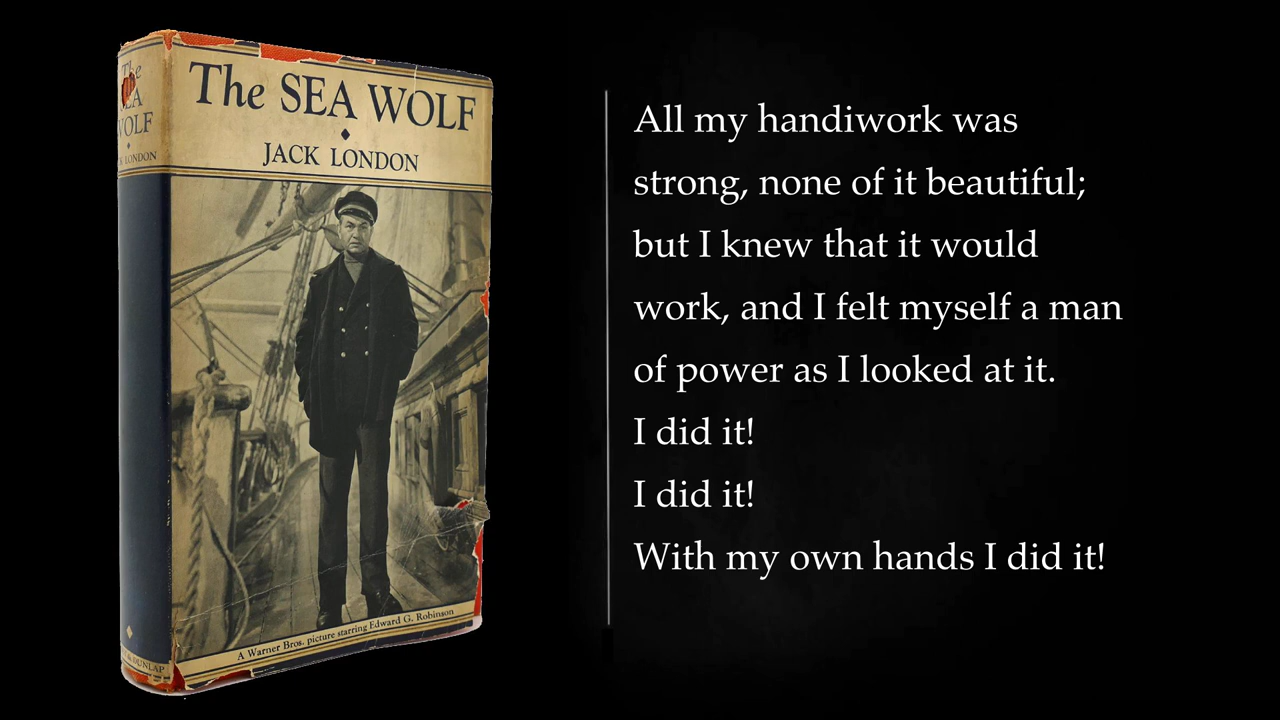 The SEA WOLF
JACK LONDON
A Warner Bros. picture starring Edward G. Robinson
The
SEA
WOLF
LONDON
DUNLAP
All my handiwork was
strong, none of it beautiful;
but I knew that it would
work, and I felt myself a man
of power as I looked at it.
I did it!
I did it!
With my own hands I did it!